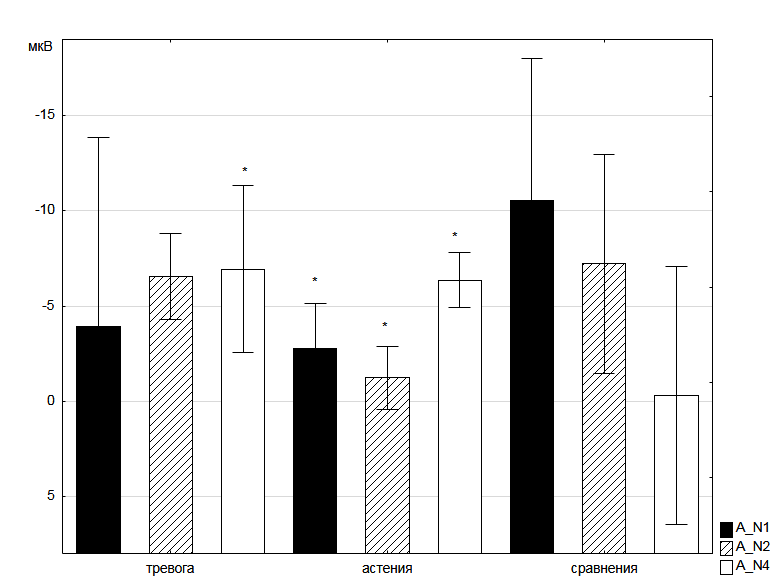 мкВ
-15
-10
-5
0
5
*
*
*
*
тревога
астения
сравнения
A_N1
A_N2
A_N4